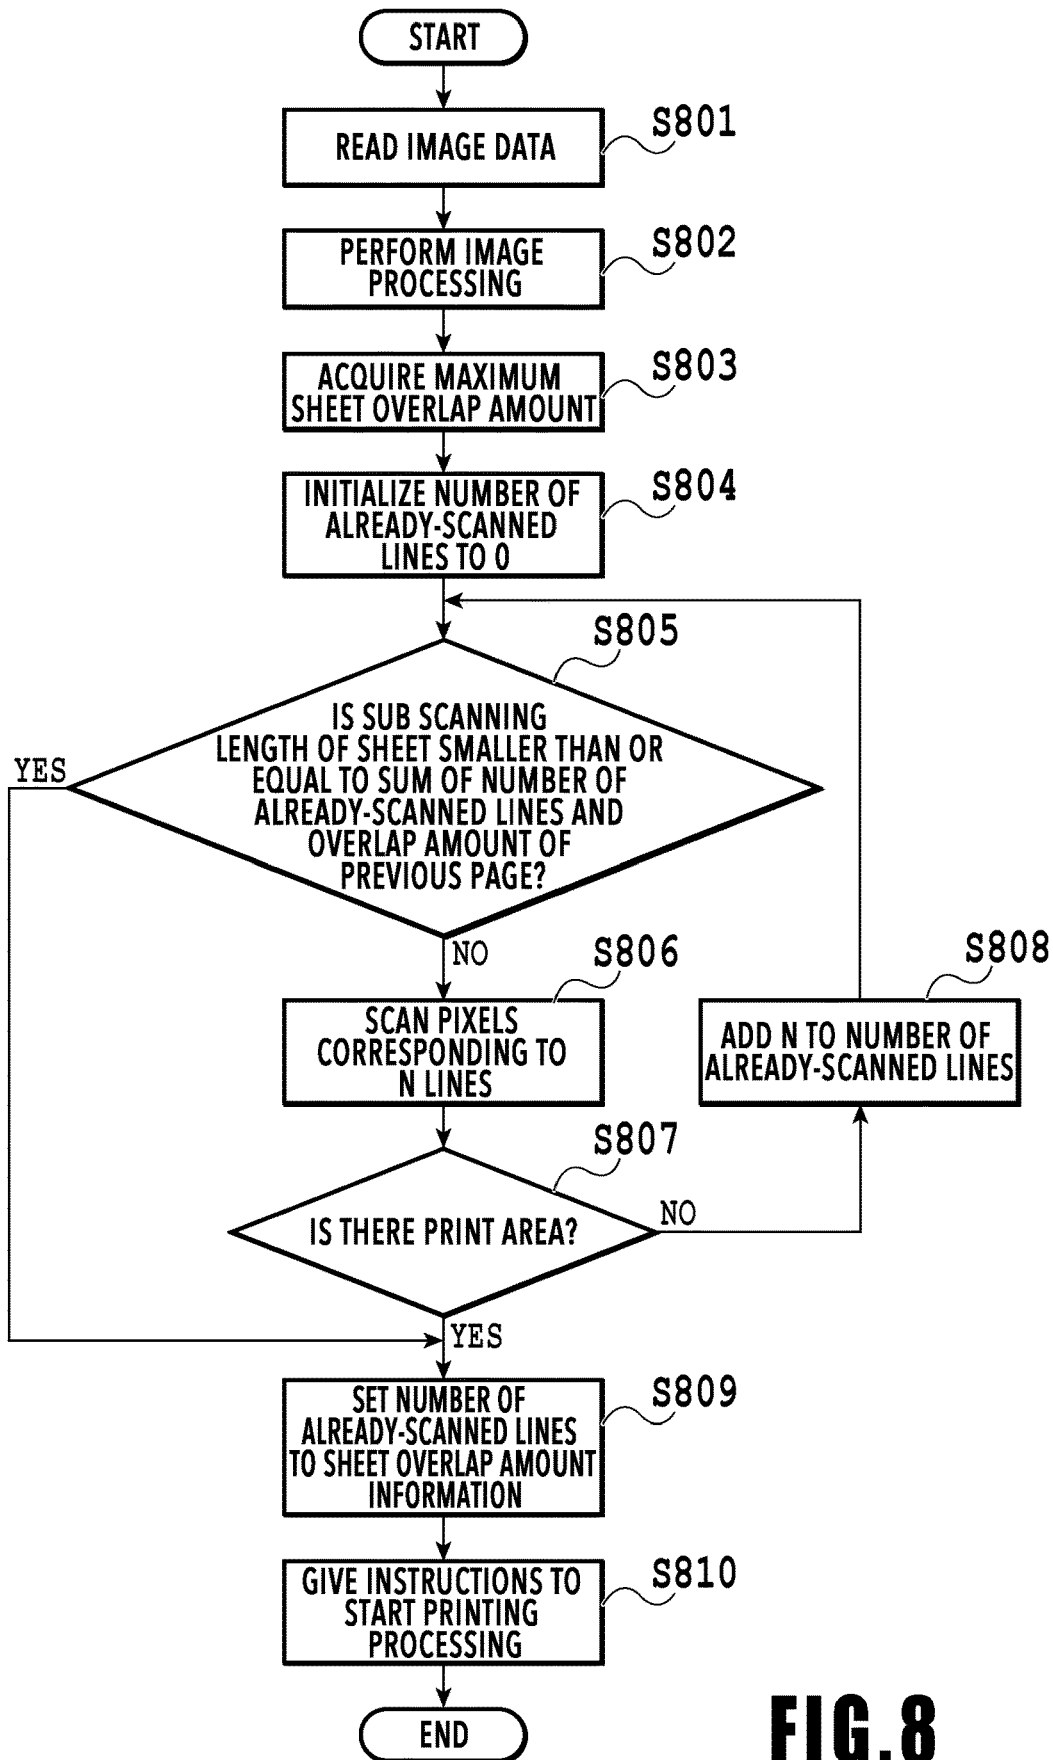 START
S801
READ IMAGE DATA
S802
PERFORM IMAGE
PROCESSING
S803
ACQUIRE MAXIMUM
SHEET OVERLAP AMOUNT
S804
INITIALIZE NUMBER OF
ALREADY-SCANNED
LINES TO 0
S805
IS SUB SCANNING
LENGTH OF SHEET SMALLER THAN OR
EQUAL TO SUM OF NUMBER OF
ALREADY-SCANNED LINES AND
OVERLAP AMOUNT OF
PREVIOUS PAGE?
YES
NO
S806
SCAN PIXELS
CORRESPONDING TO
N LINES
S808
ADD N TO NUMBER OF
ALREADY-SCANNED LINES
S807
IS THERE PRINT AREA?
NO
YES
S809
SET NUMBER OF
ALREADY-SCANNED LINES
TO SHEET OVERLAP AMOUNT
INFORMATION
S810
GIVE INSTRUCTIONS TO
START PRINTING
PROCESSING
END
FIG.8